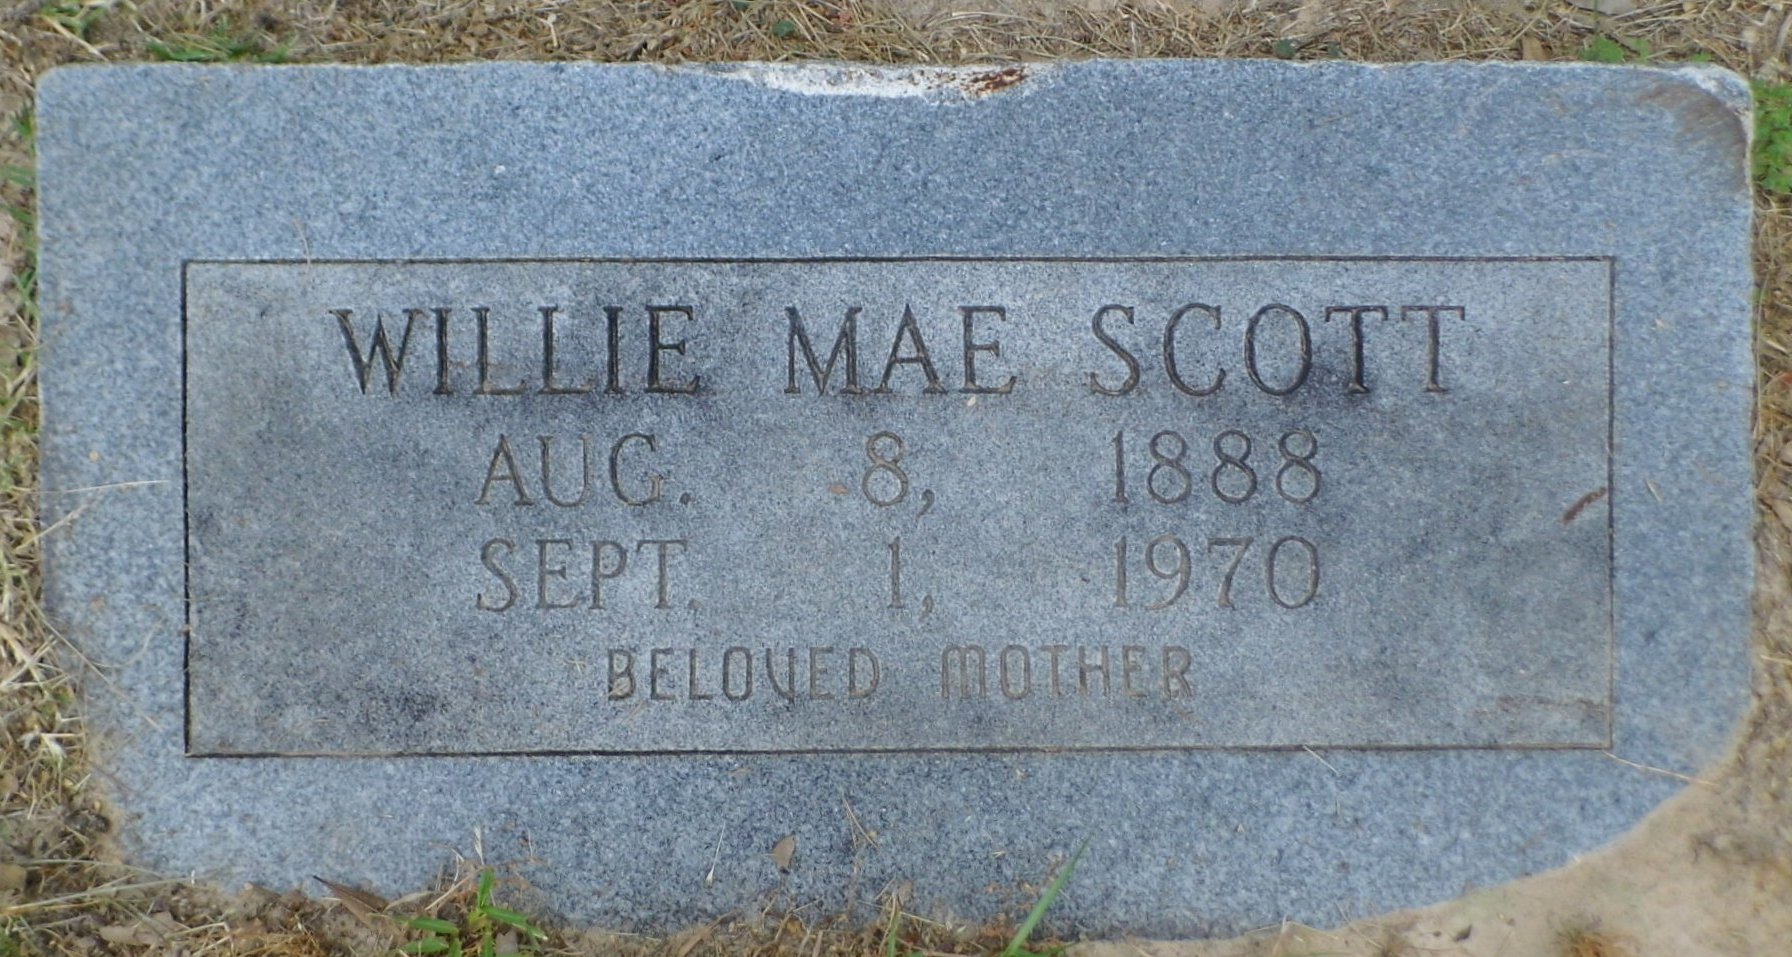 WILLIE MAE SCOTT
AUG. 8, 1888
SEPT. 1, 1970
BELOVED MOTHER